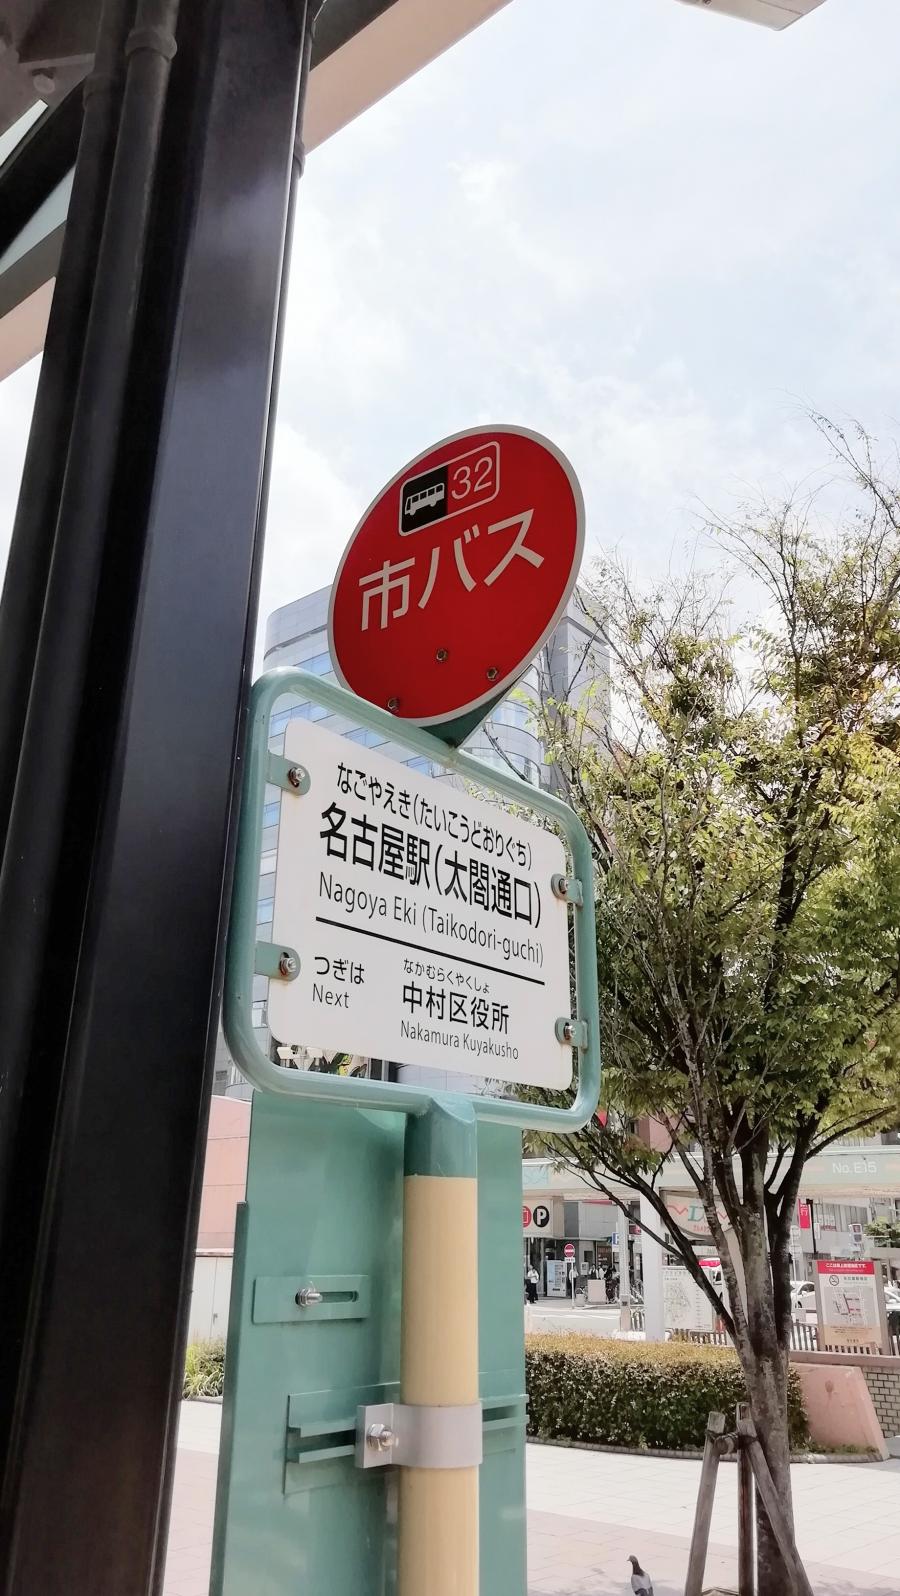 32
市バス
なごやえき(たいこうどおりぐち)
名古屋駅(太閤通口)
Nagoya Eki (Taikodori-guchi)
つぎは
Next
なかむらくやくしょ
中村区役所
Nakamura Kuyakusho
No.E15
P